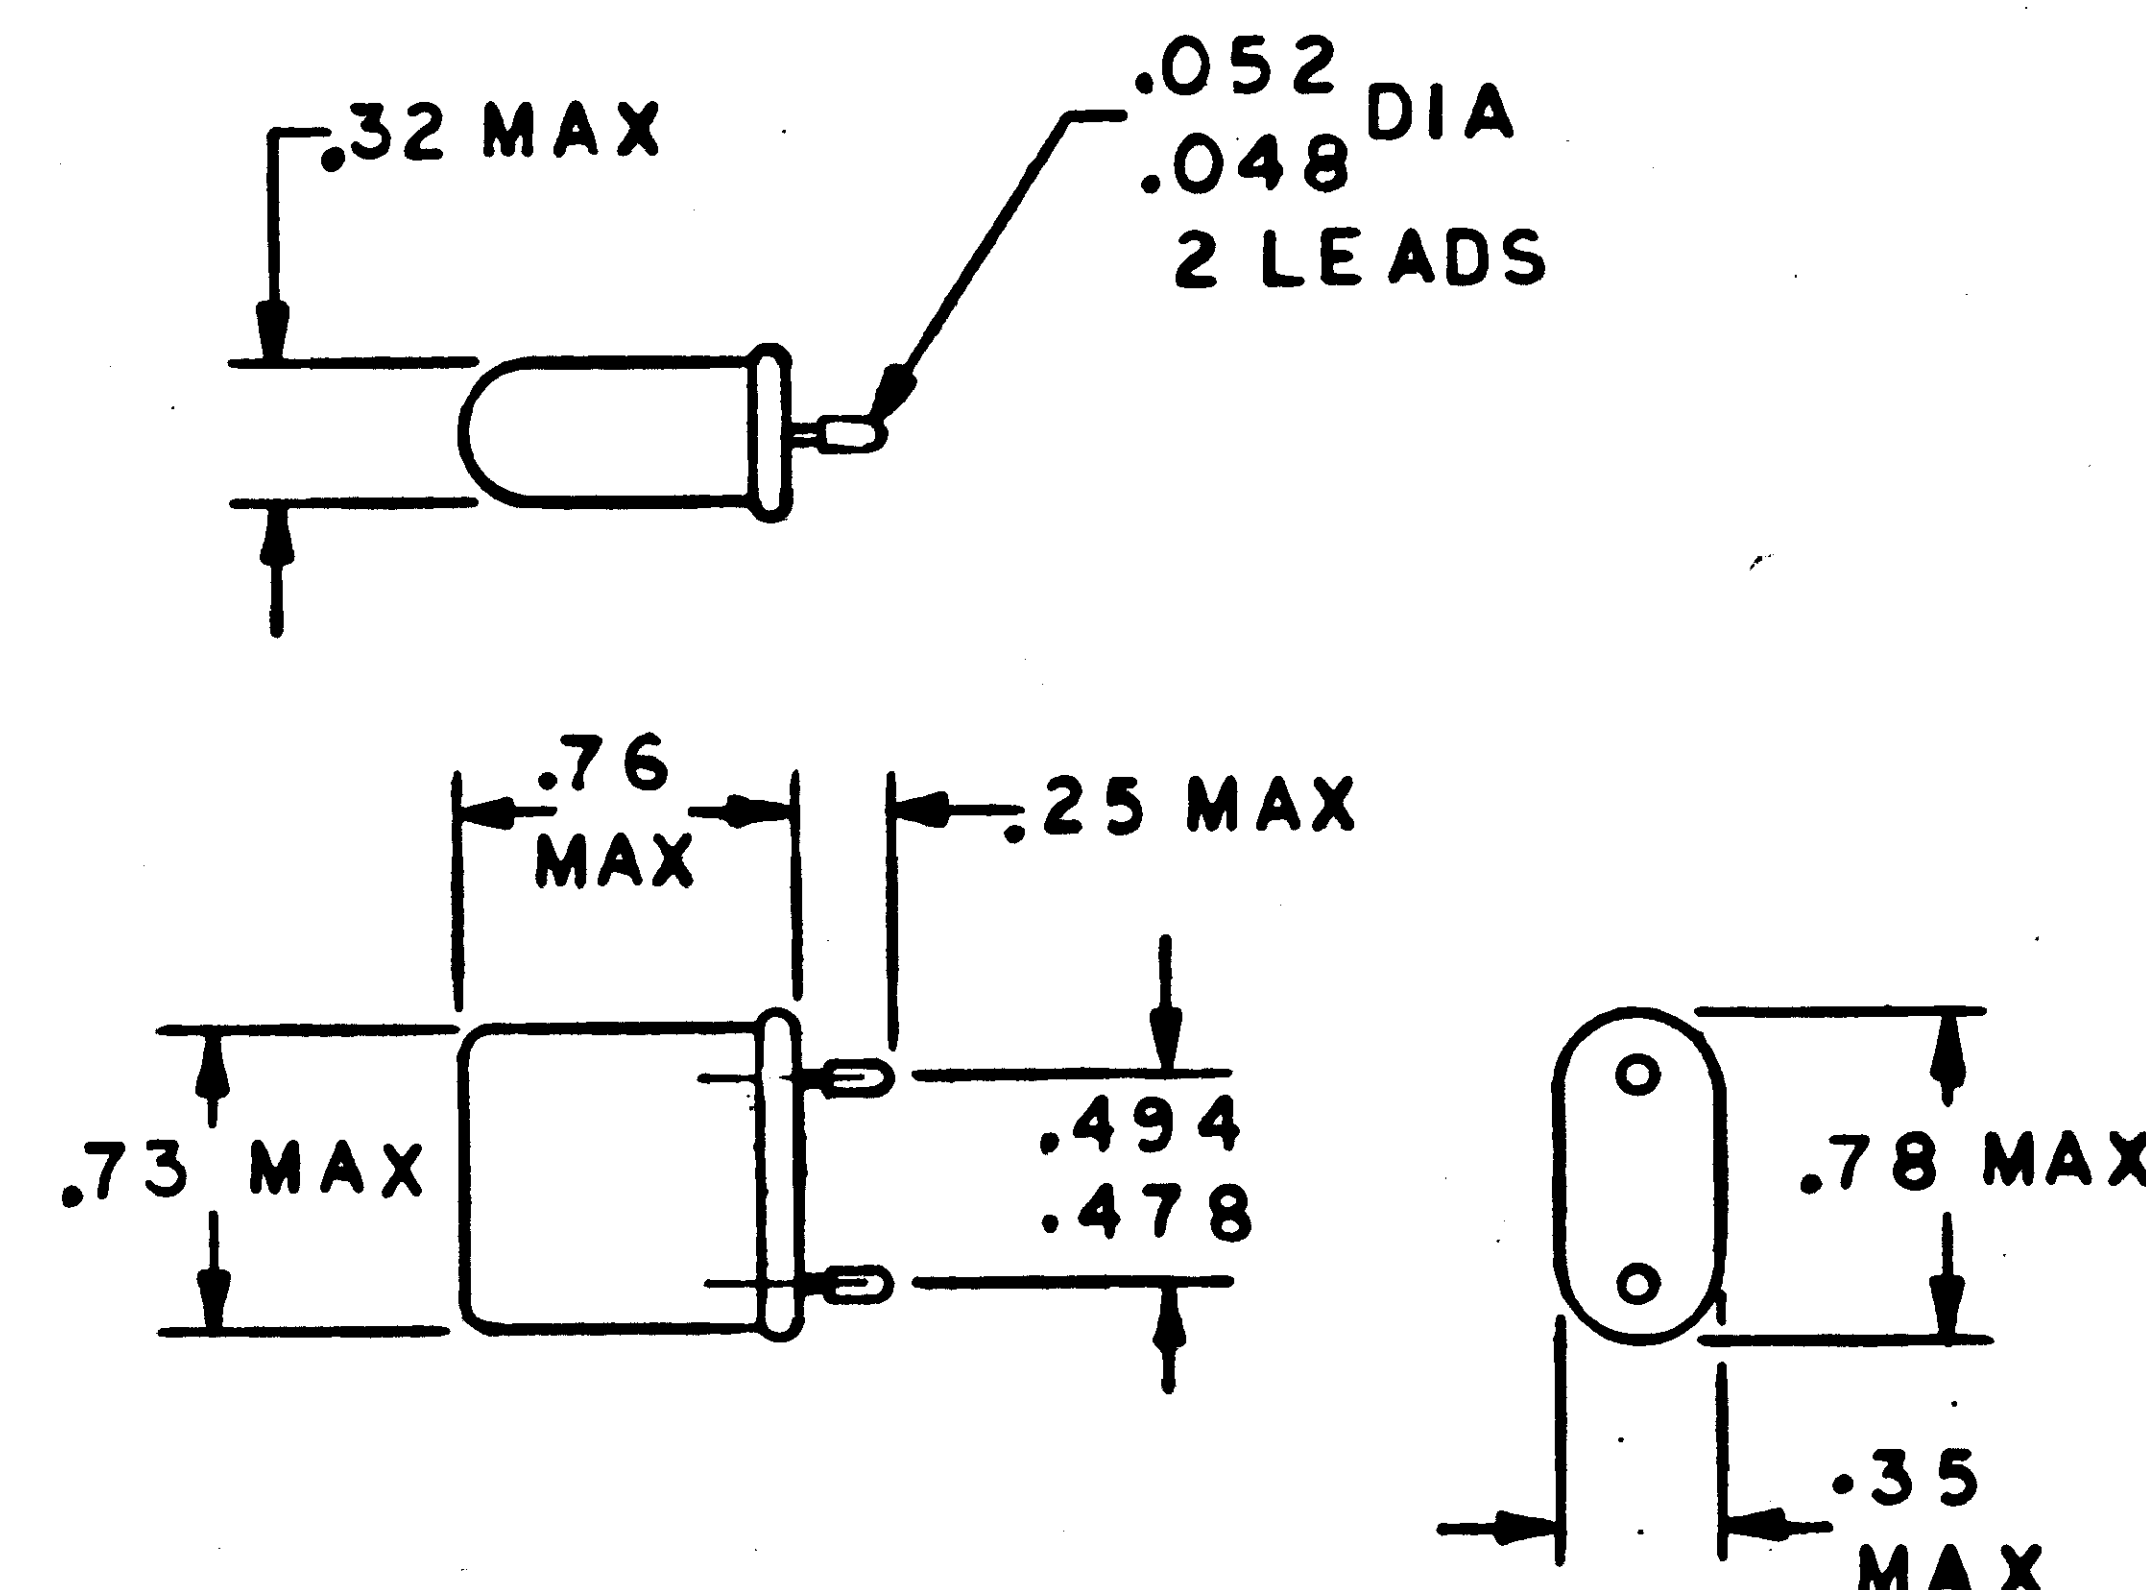 .32 MAX
.052
.048 DIA
2 LEADS
.76
MAX
.25 MAX
.494
.478
.73 MAX
.78 MAX
.35
MAX